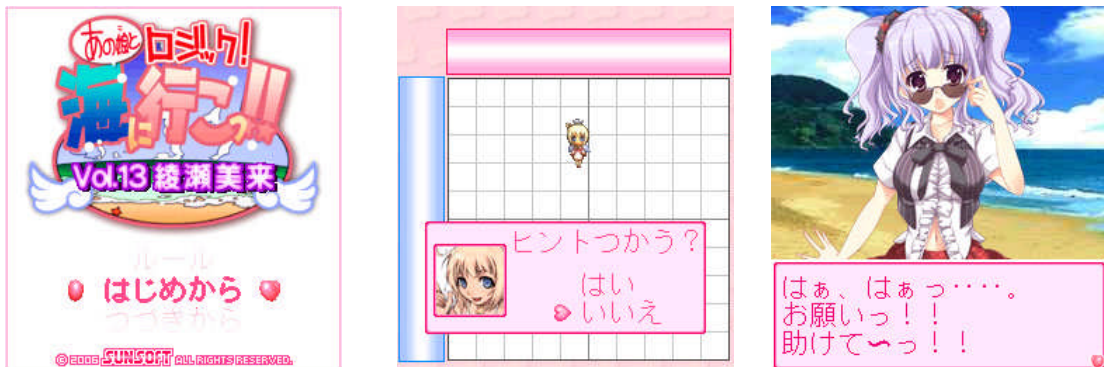 あの娘と
ロジック!
海に行こっ!!
Vol.13 綾瀬美来
ルール
はじめから
つづきから
© 2006 SUNSOFT ALL RIGHTS RESERVED.
ヒントつかう?
はい
いいえ
はぁ、はぁっ‥‥。
お願いっ!!
助けて〜っ!!